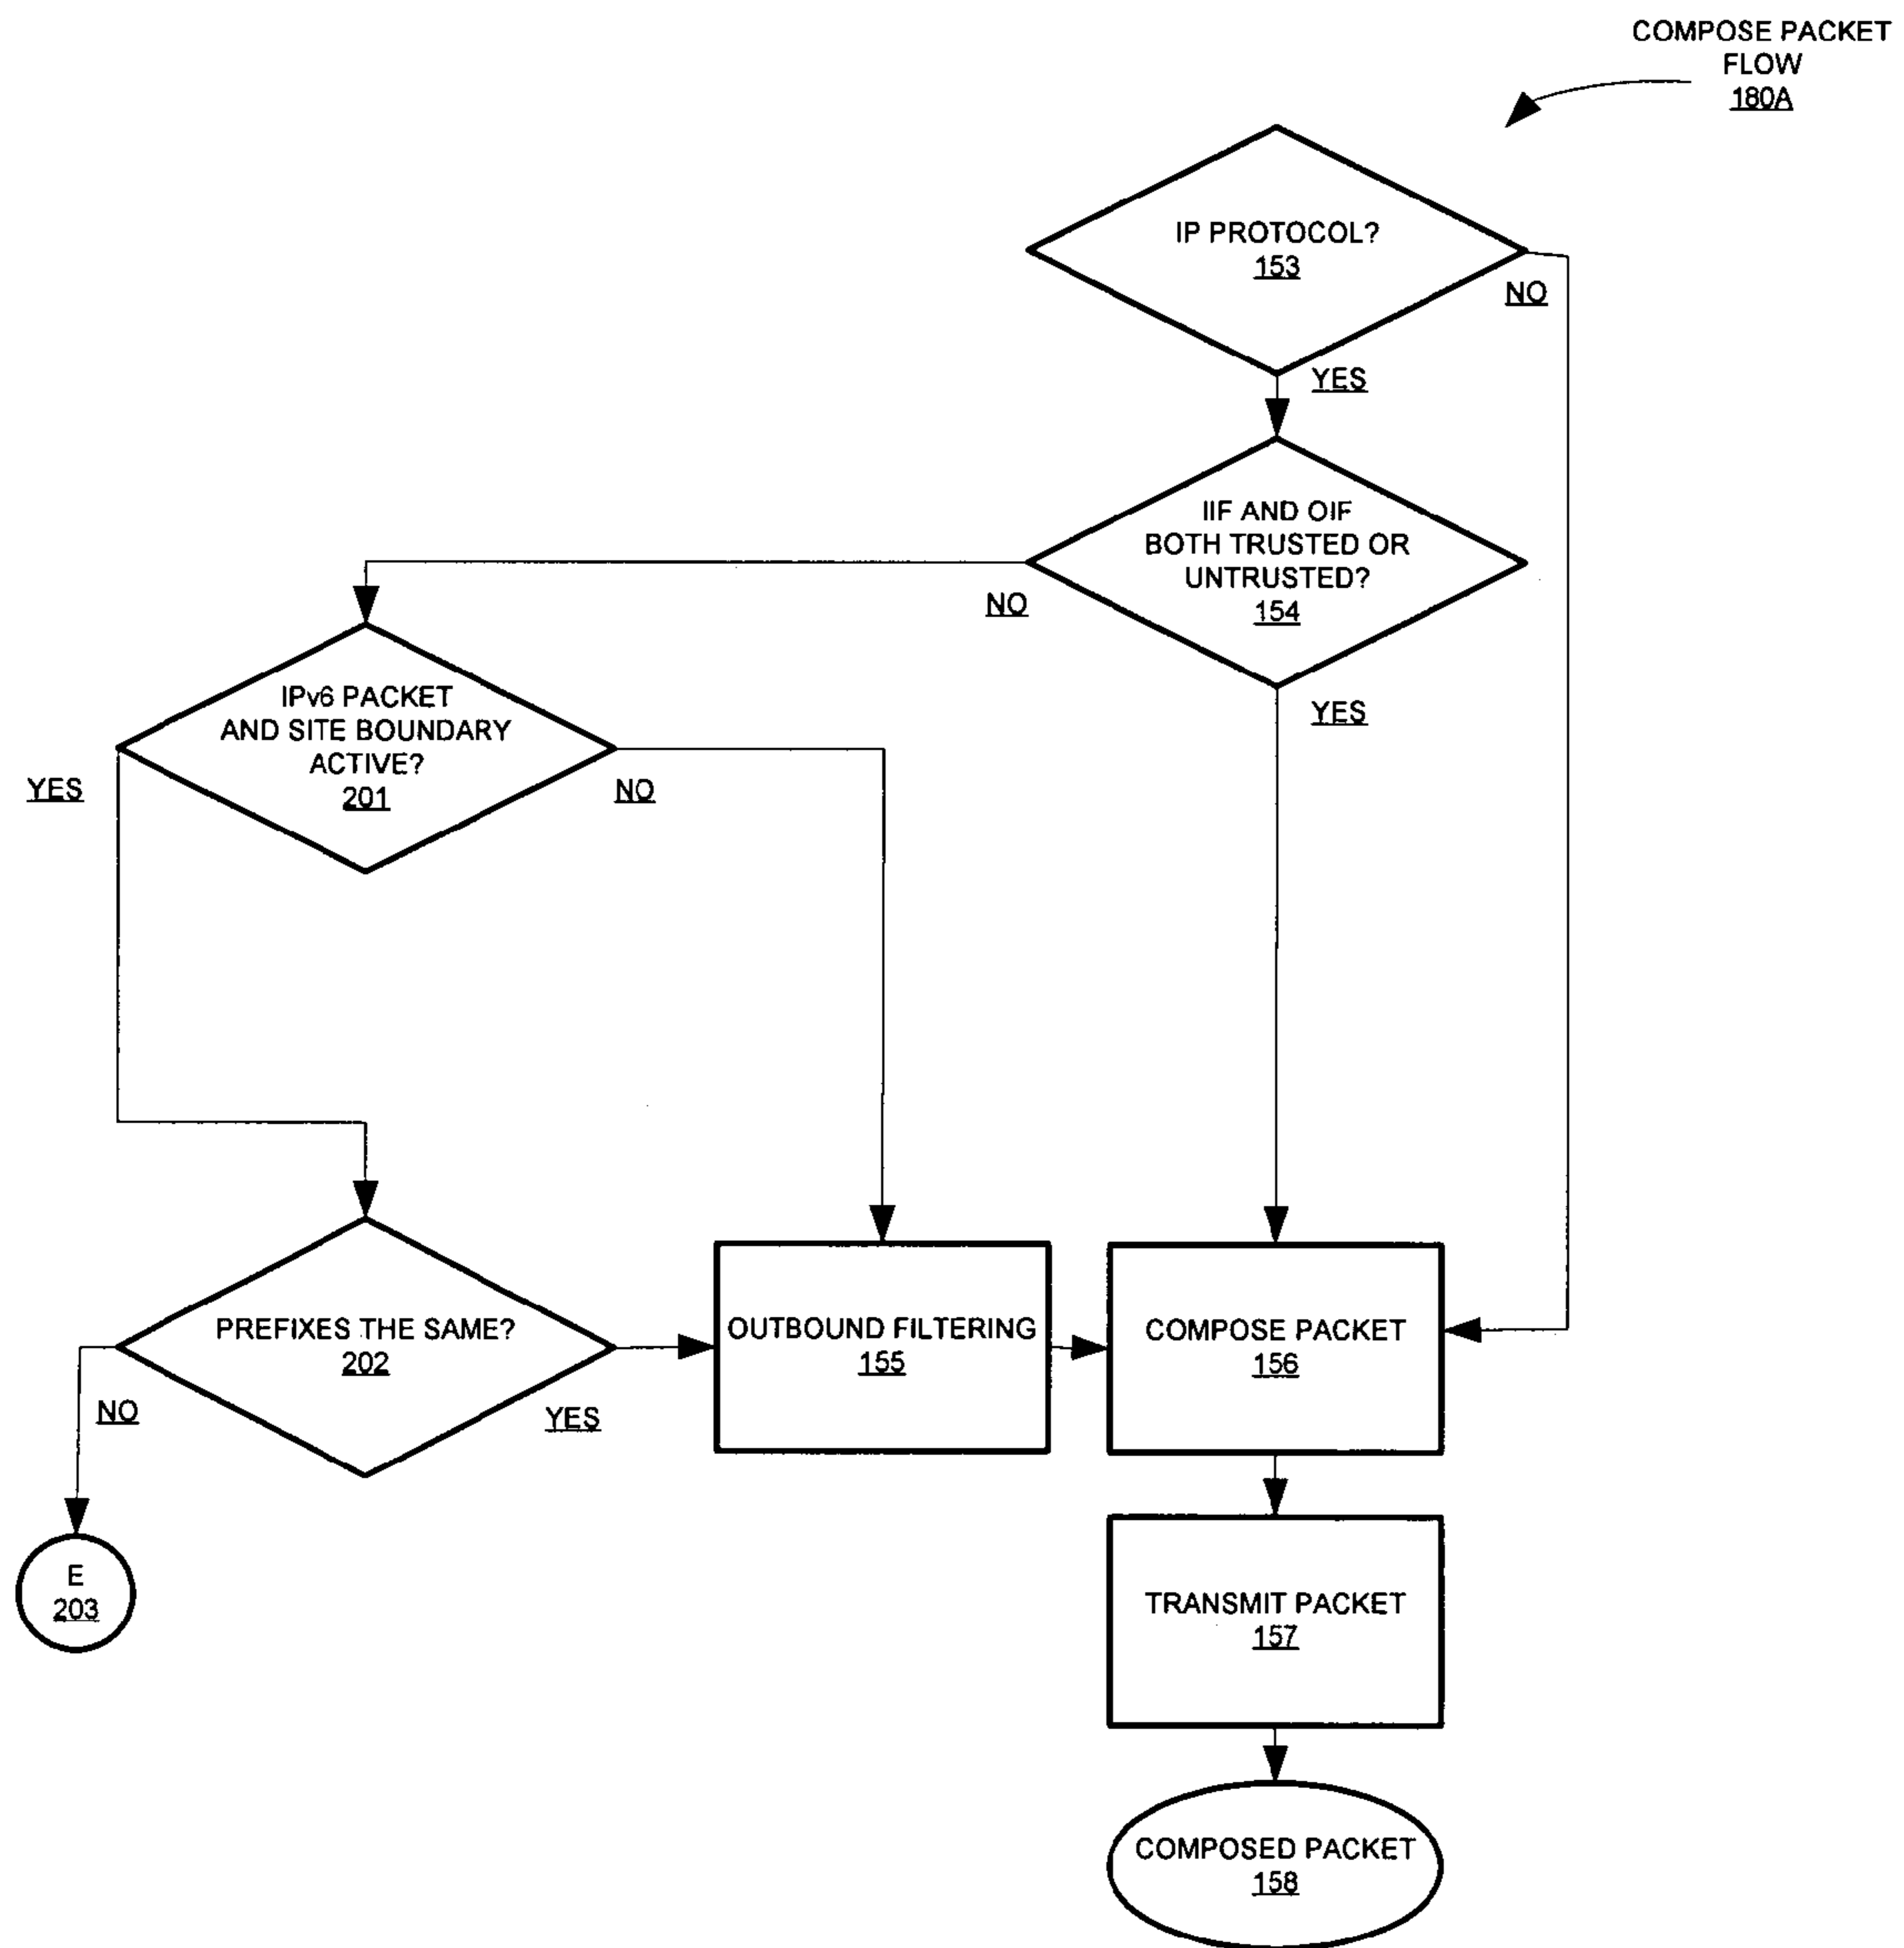 COMPOSE PACKET
FLOW
180A
IP PROTOCOL?
153
NO
YES
IIF AND OIF
BOTH TRUSTED OR
UNTRUSTED?
154
NO
YES
IPv6 PACKET
AND SITE BOUNDARY
ACTIVE?
201
YES
NO
PREFIXES THE SAME?
202
NO
YES
OUTBOUND FILTERING
155
COMPOSE PACKET
156
E
203
TRANSMIT PACKET
157
COMPOSED PACKET
158